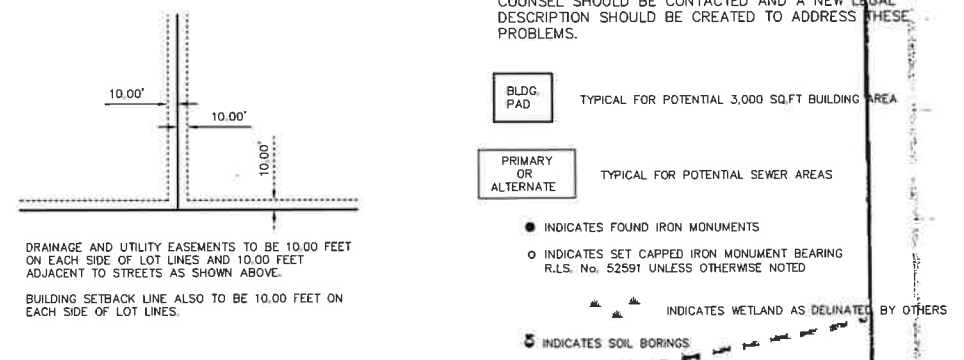 10.00'
10.00'
10.00'
DRAINAGE AND UTILITY EASEMENTS TO BE 10.00 FEET
ON EACH SIDE OF LOT LINES AND 10.00 FEET
ADJACENT TO STREETS AS SHOWN ABOVE.
BUILDING SETBACK LINE ALSO TO BE 10.00 FEET ON
EACH SIDE OF LOT LINES.
COUNSEL SHOULD BE CONTACTED AND A NEW LEGAL
DESCRIPTION SHOULD BE CREATED TO ADDRESS THESE
PROBLEMS.
BLDG.
PAD
TYPICAL FOR POTENTIAL 3,000 SQ.FT BUILDING AREA
PRIMARY
OR
ALTERNATE
TYPICAL FOR POTENTIAL SEWER AREAS
INDICATES FOUND IRON MONUMENTS
INDICATES SET CAPPED IRON MONUMENT BEARING
R.L.S. No. 52591 UNLESS OTHERWISE NOTED
INDICATES WETLAND AS DELINATED BY OTHERS
INDICATES SOIL BORINGS